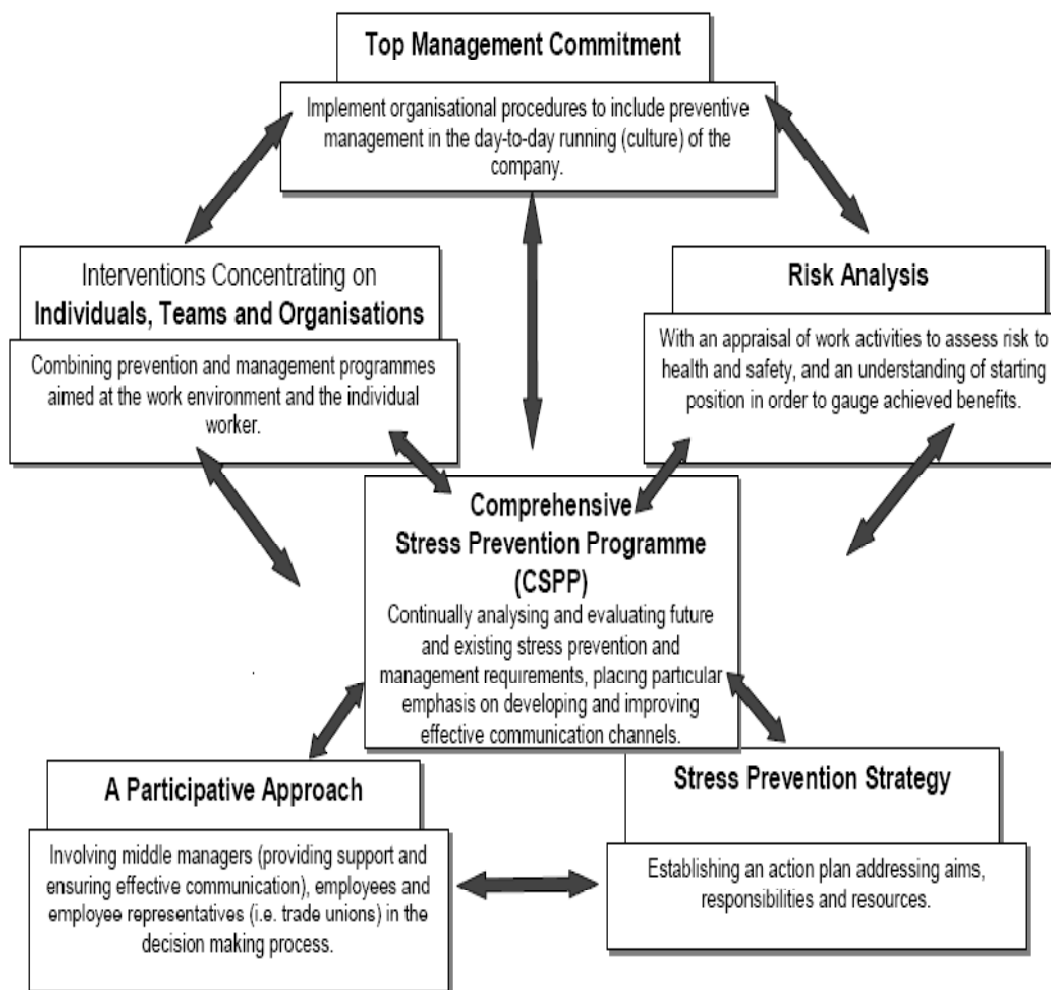 Top Management Commitment
Implement organisational procedures to include preventive
management in the day-to-day running (culture) of the
company.
Interventions Concentrating on
Individuals, Teams and Organisations
Combining prevention and management programmes
aimed at the work environment and the individual
worker.
Risk Analysis
With an appraisal of work activities to assess risk to
health and safety, and an understanding of starting
position in order to gauge achieved benefits.
Comprehensive
Stress Prevention Programme
(CSPP)
Continually analysing and evaluating future
and existing stress prevention and
management requirements, placing particular
emphasis on developing and improving
effective communication channels.
A Participative Approach
Involving middle managers (providing support and
ensuring effective communication), employees and
employee representatives (i.e. trade unions) in the
decision making process.
Stress Prevention Strategy
Establishing an action plan addressing aims,
responsibilities and resources.